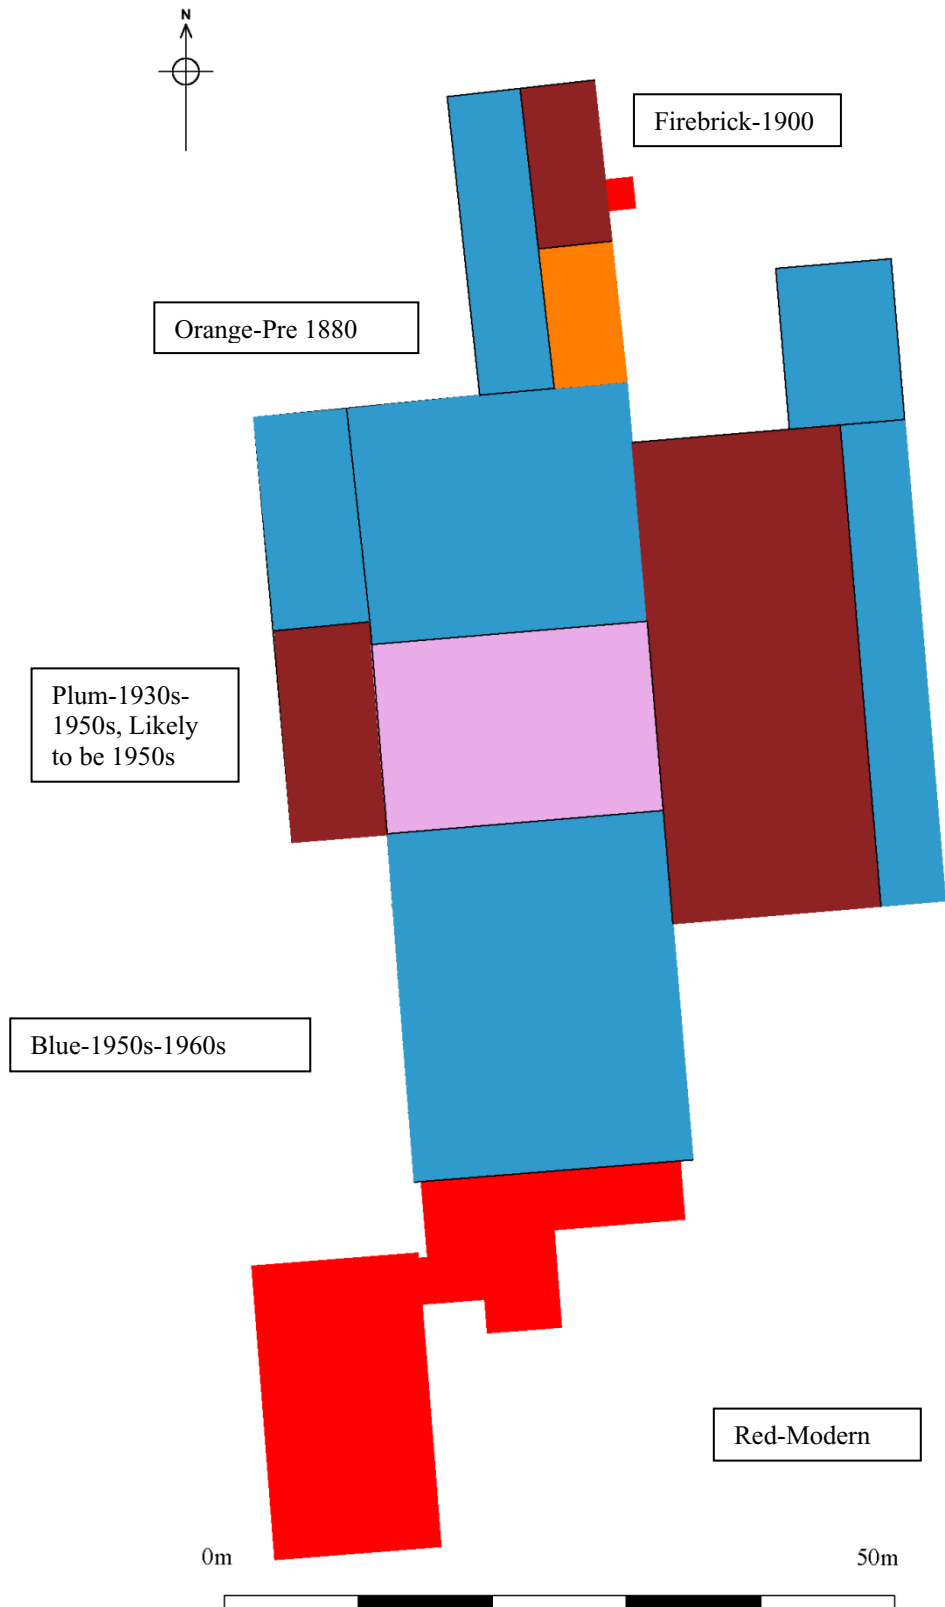 N
Firebrick-1900
Orange-Pre 1880
Plum-1930s-
1950s, Likely
to be 1950s
Blue-1950s-1960s
Red-Modern
0m
50m